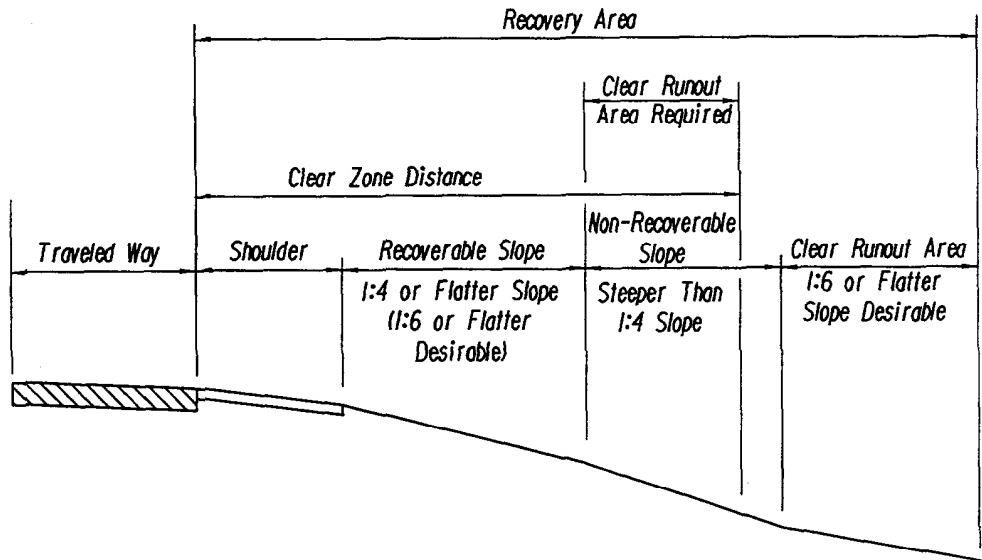 Recovery Area
Clear Runout
Area Required
Clear Zone Distance
Traveled Way
Shoulder
Recoverable Slope
1:4 or Flatter Slope
(1:6 or Flatter
Desirable)
Non-Recoverable
Slope
Steeper Than
1:4 Slope
Clear Runout Area
1:6 or Flatter
Slope Desirable